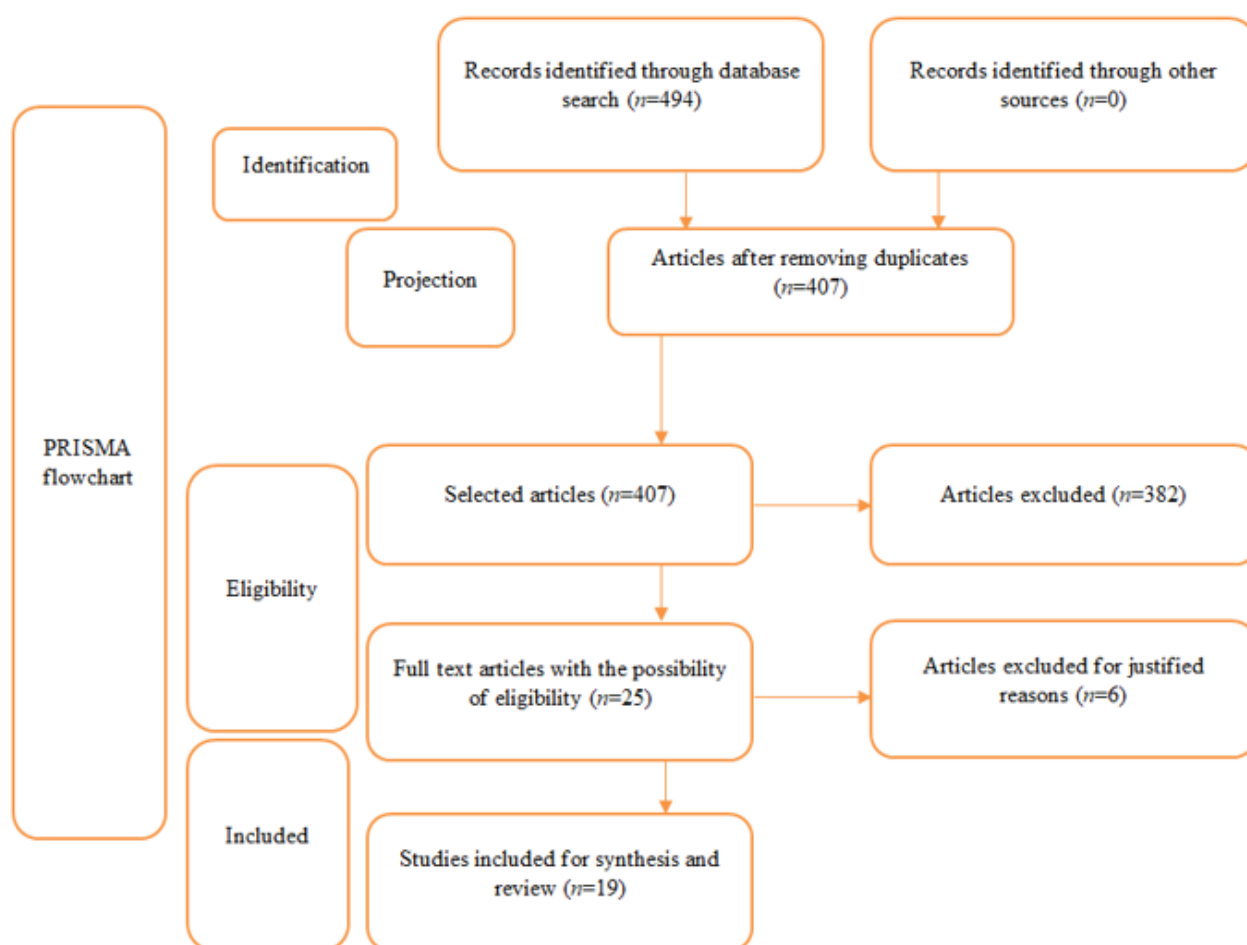 Records identified through database
search (n=494)
Records identified through other
sources (n=0)
Identification
Projection
Articles after removing duplicates
(n=407)
PRISMA
flowchart
Eligibility
Selected articles (n=407)
Articles excluded (n=382)
Full text articles with the possibility
of eligibility (n=25)
Articles excluded for justified
reasons (n=6)
Included
Studies included for synthesis and
review (n=19)